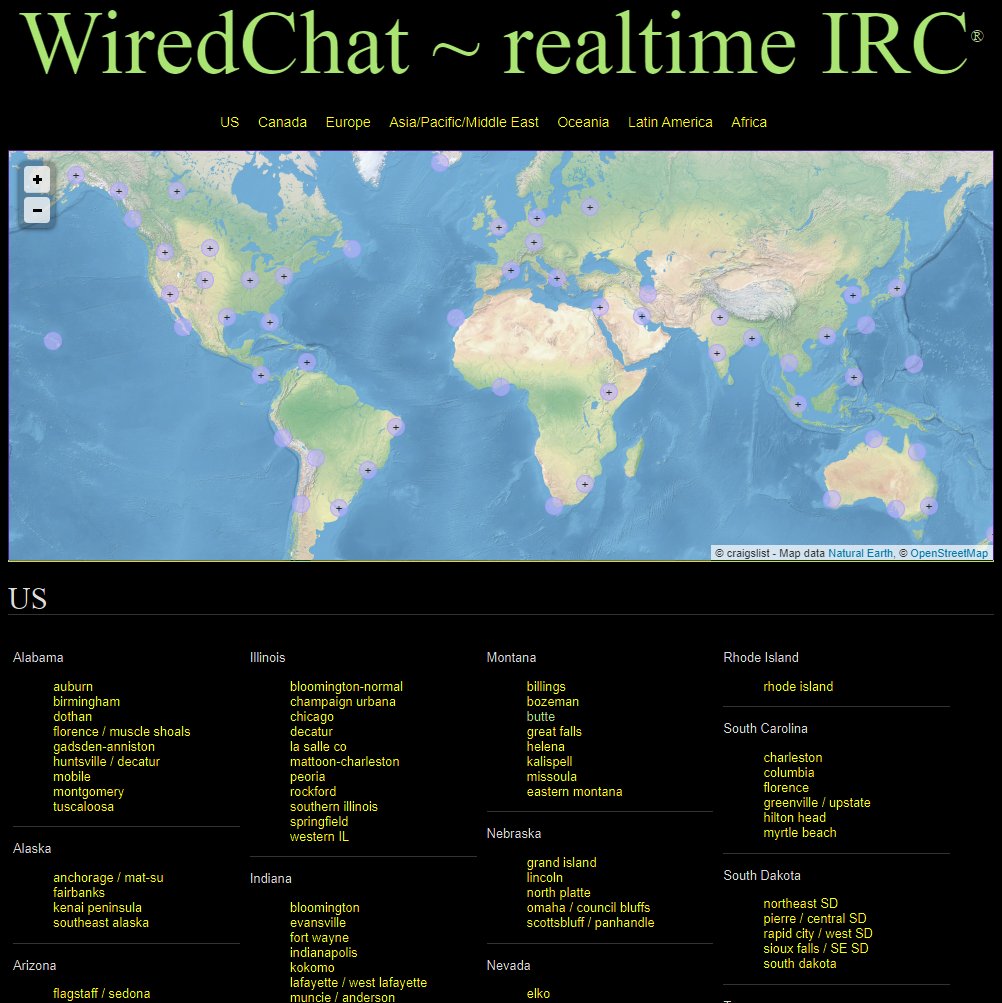 WiredChat ~ realtime IRC®
US Canada Europe Asia/Pacific/Middle East Oceania Latin America Africa
+
−
© craigslist - Map data Natural Earth, © OpenStreetMap
US
Alabama
auburn
birmingham
dothan
florence / muscle shoals
gadsden-anniston
huntsville / decatur
mobile
montgomery
tuscaloosa
Alaska
anchorage / mat-su
fairbanks
kenai peninsula
southeast alaska
Arizona
flagstaff / sedona
Illinois
bloomington-normal
champaign urbana
chicago
decatur
la salle co
mattoon-charleston
peoria
rockford
southern illinois
springfield
western IL
Indiana
bloomington
evansville
fort wayne
indianapolis
kokomo
lafayette / west lafayette
muncie / anderson
Montana
billings
bozeman
butte
great falls
helena
kalispell
missoula
eastern montana
Nebraska
grand island
lincoln
north platte
omaha / council bluffs
scottsbluff / panhandle
Nevada
elko
Rhode Island
rhode island
South Carolina
charleston
columbia
florence
greenville / upstate
hilton head
myrtle beach
South Dakota
northeast SD
pierre / central SD
rapid city / west SD
sioux falls / SE SD
south dakota